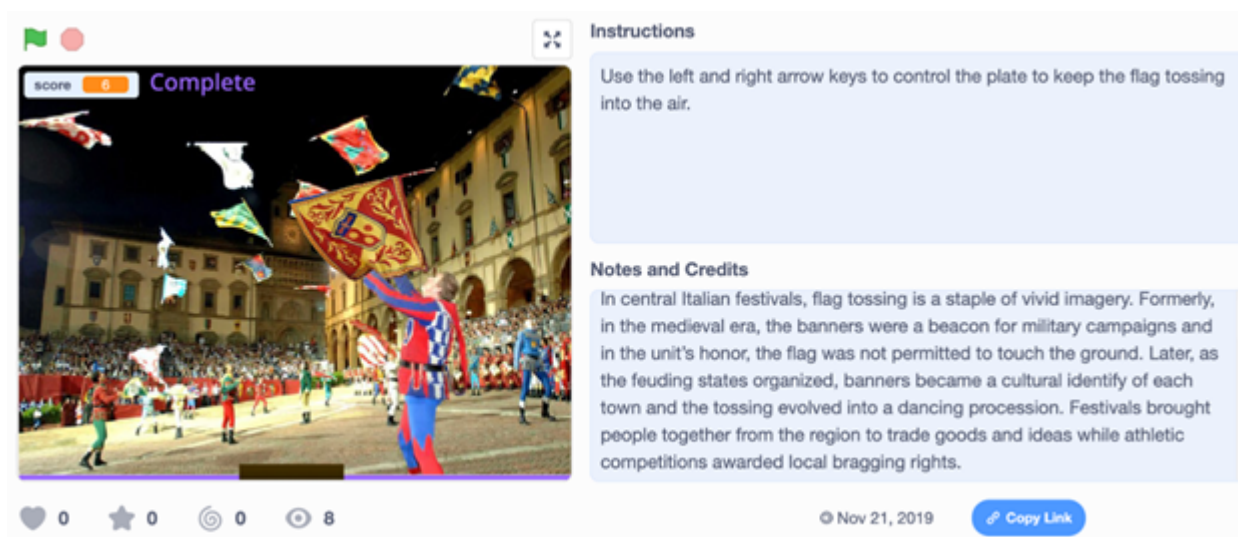 Instructions
score 6 Complete
Use the left and right arrow keys to control the plate to keep the flag tossing
into the air.
Notes and Credits
In central Italian festivals, flag tossing is a staple of vivid imagery. Formerly,
in the medieval era, the banners were a beacon for military campaigns and
in the unit's honor, the flag was not permitted to touch the ground. Later, as
the feuding states organized, banners became a cultural identify of each
town and the tossing evolved into a dancing procession. Festivals brought
people together from the region to trade goods and ideas while athletic
competitions awarded local bragging rights.
0 0 0 8 Nov 21, 2019 Copy Link